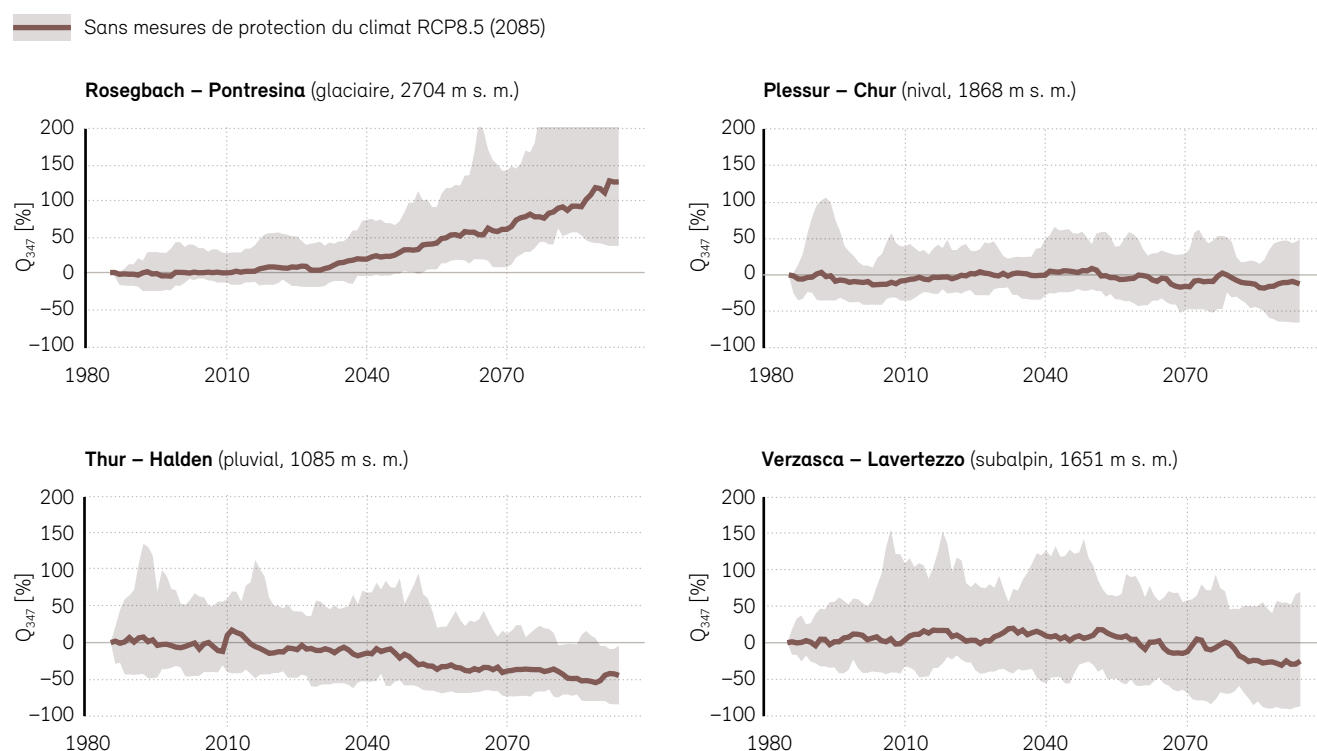 Sans mesures de protection du climat RCP8.5 (2085)
Rosegbach – Pontresina (glaciaire, 2704 m s. m.)
Q347 [%]
200
150
100
50
0
–50
–100
1980 2010 2040 2070
Plessur – Chur (nival, 1868 m s. m.)
Q347 [%]
200
150
100
50
0
–50
–100
1980 2010 2040 2070
Thur – Halden (pluvial, 1085 m s. m.)
Q347 [%]
200
150
100
50
0
–50
–100
1980 2010 2040 2070
Verzasca – Lavertezzo (subalpin, 1651 m s. m.)
Q347 [%]
200
150
100
50
0
–50
–100
1980 2010 2040 2070